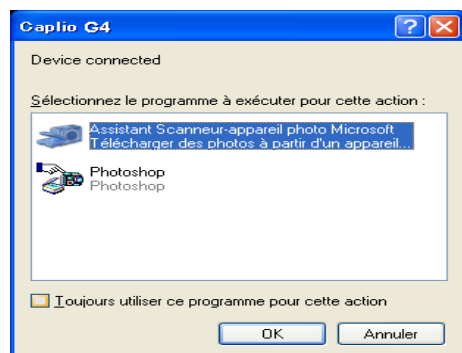 Caplio G4
Device connected
Sélectionnez le programme à exécuter pour cette action :
Assistant Scanneur-appareil photo Microsoft
Télécharger des photos à partir d'un appareil...
Photoshop
Photoshop
Toujours utiliser ce programme pour cette action
OK Annuler